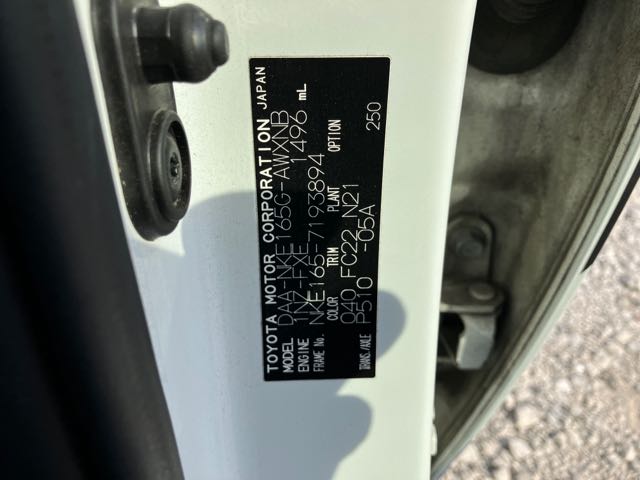 TOYOTA MOTOR CORPORATION JAPAN
MODEL DAA-NKE165G-AWXNB
ENGINE 1NZ-FXE 1496 mL
FRAME No. NKE165-7193894
COLOR TRIM PLANT OPTION
040 FC22 N21 250
TRANS./AXLE P510 -05A